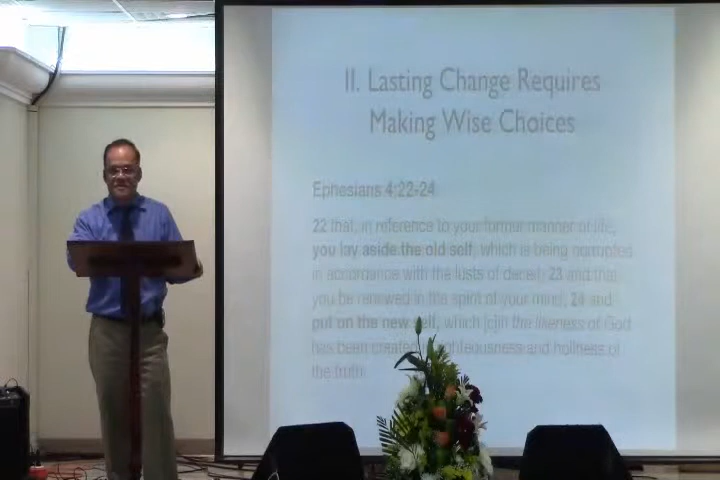 II. Lasting Change Requires
Making Wise Choices
Ephesians 4:22-24
22 that, in reference to your former manner of life,
you lay aside the old self, which is being corrupted
in accordance with the lusts of deceit, 23 and that
you be renewed in the spirit of your mind, 24 and
put on the new self, which [in the likeness of God
has been created righteousness and holiness of
the truth.